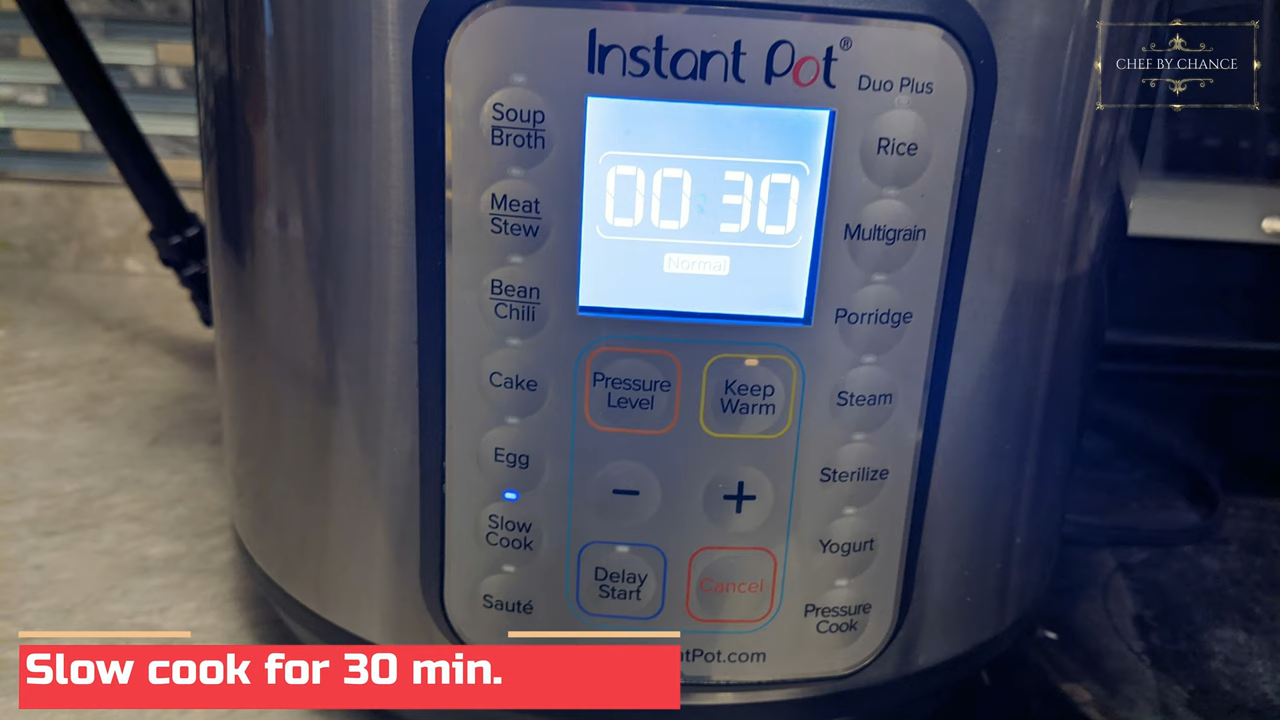 Instant Pot®
Duo Plus
CHEF BY CHANCE
Soup
Broth
Meat
Stew
Bean
Chili
Cake
Egg
Slow
Cook
Sauté
00 30
Normal
Pressure
Level
Keep
Warm
−
+
Delay
Start
Cancel
Rice
Multigrain
Porridge
Steam
Sterilize
Yogurt
Pressure
Cook
ntPot.com
Slow cook for 30 min.